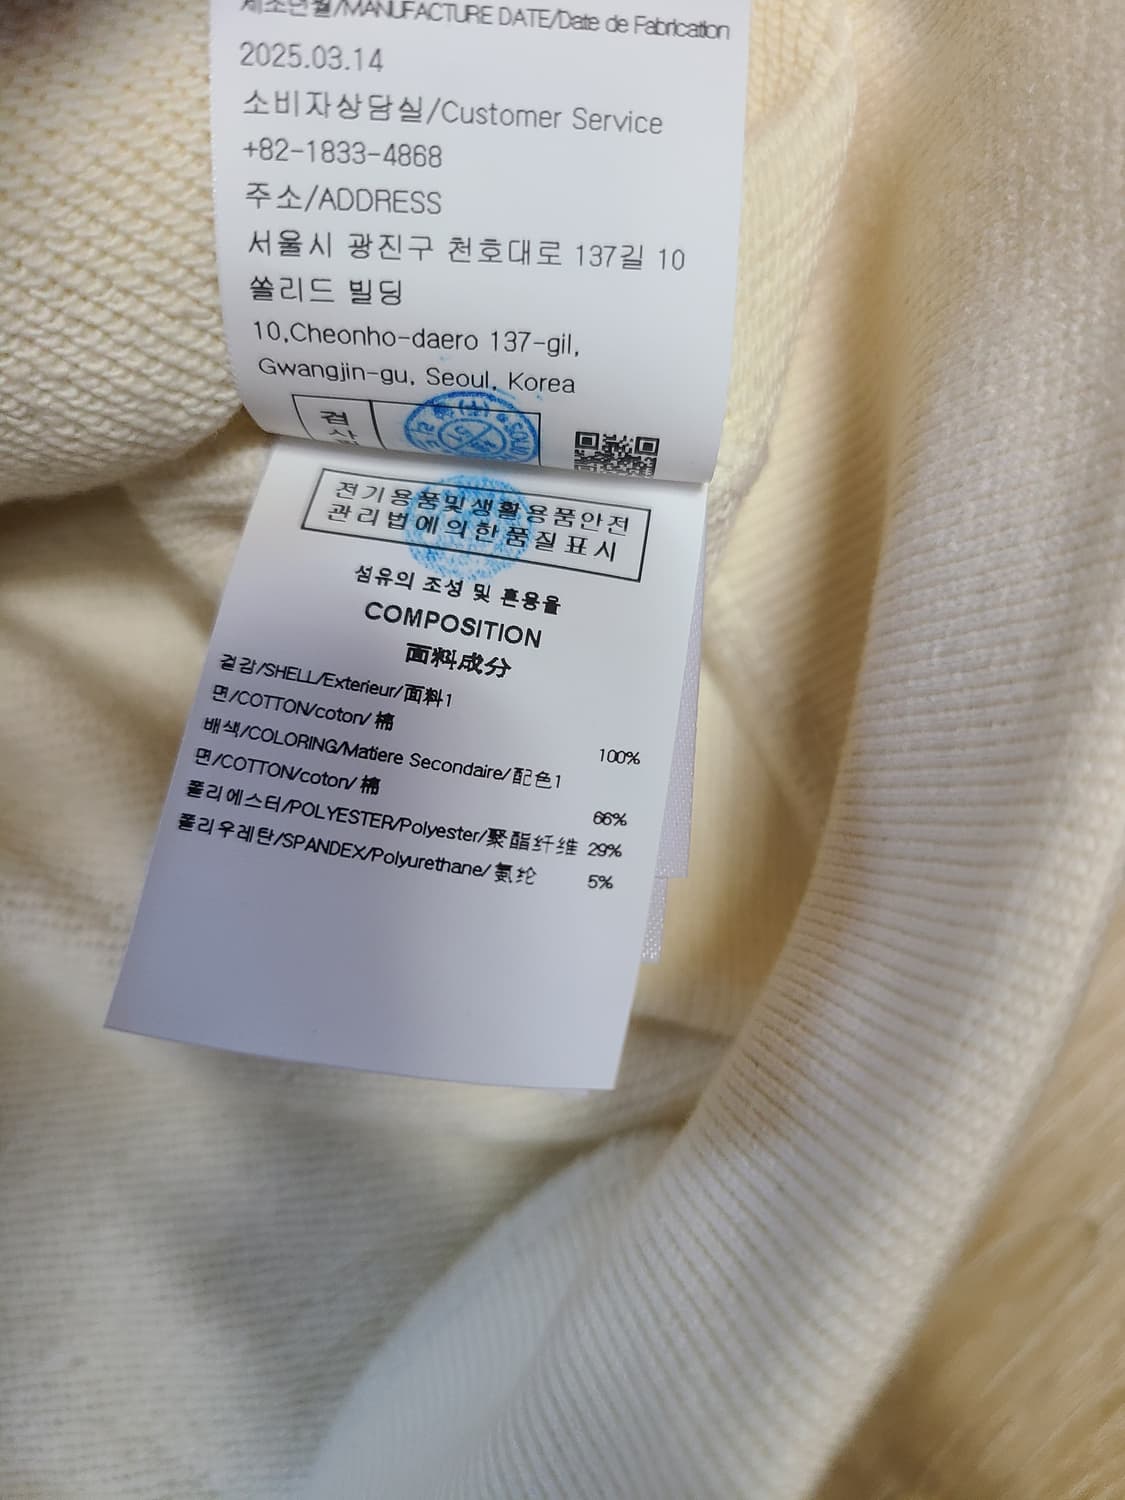 제조년월/MANUFACTURE DATE/Date de Fabrication
2025.03.14
소비자상담실/Customer Service
+82-1833-4868
주소/ADDRESS
서울시 광진구 천호대로 137길 10
쏠리드 빌딩
10,Cheonho-daero 137-gil,
Gwangjin-gu, Seoul, Korea
검
전기용품및생활용품안전
관리법에의한품질표시
섬유의 조성 및 혼용율
COMPOSITION
面料成分
겉감/SHELL/Exterieur/面料1
면/COTTON/coton/棉 100%
배색/COLORING/Matiere Secondaire/配色1
면/COTTON/coton/棉 66%
폴리에스터/POLYESTER/Polyester/聚酯纤维 29%
폴리우레탄/SPANDEX/Polyurethane/氨纶 5%